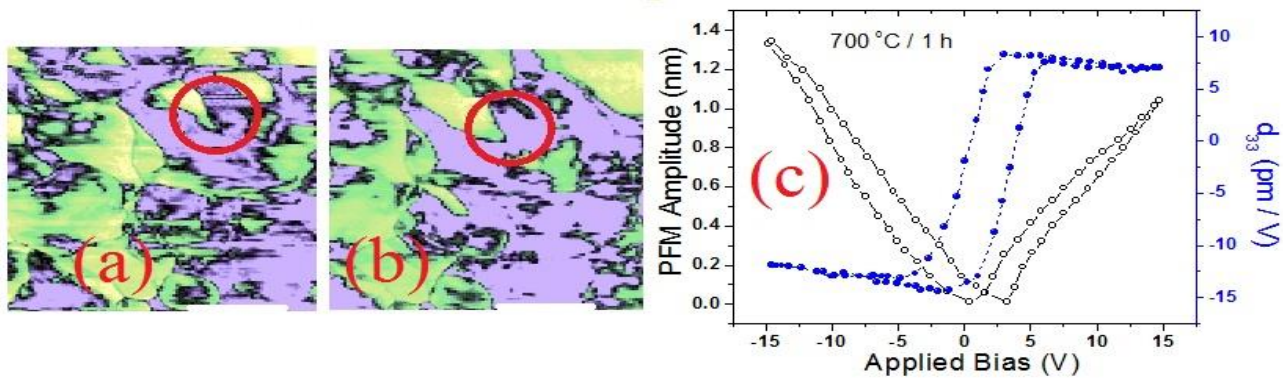 (a)
(b)
(c)
700 °C / 1 h
PFM Amplitude (nm)
1.4
1.2
1.0
0.8
0.6
0.4
0.2
0.0
-15 -10 -5 0 5 10 15
Applied Bias (V)
10
5
0
-5
-10
-15
d33 (pm / V)